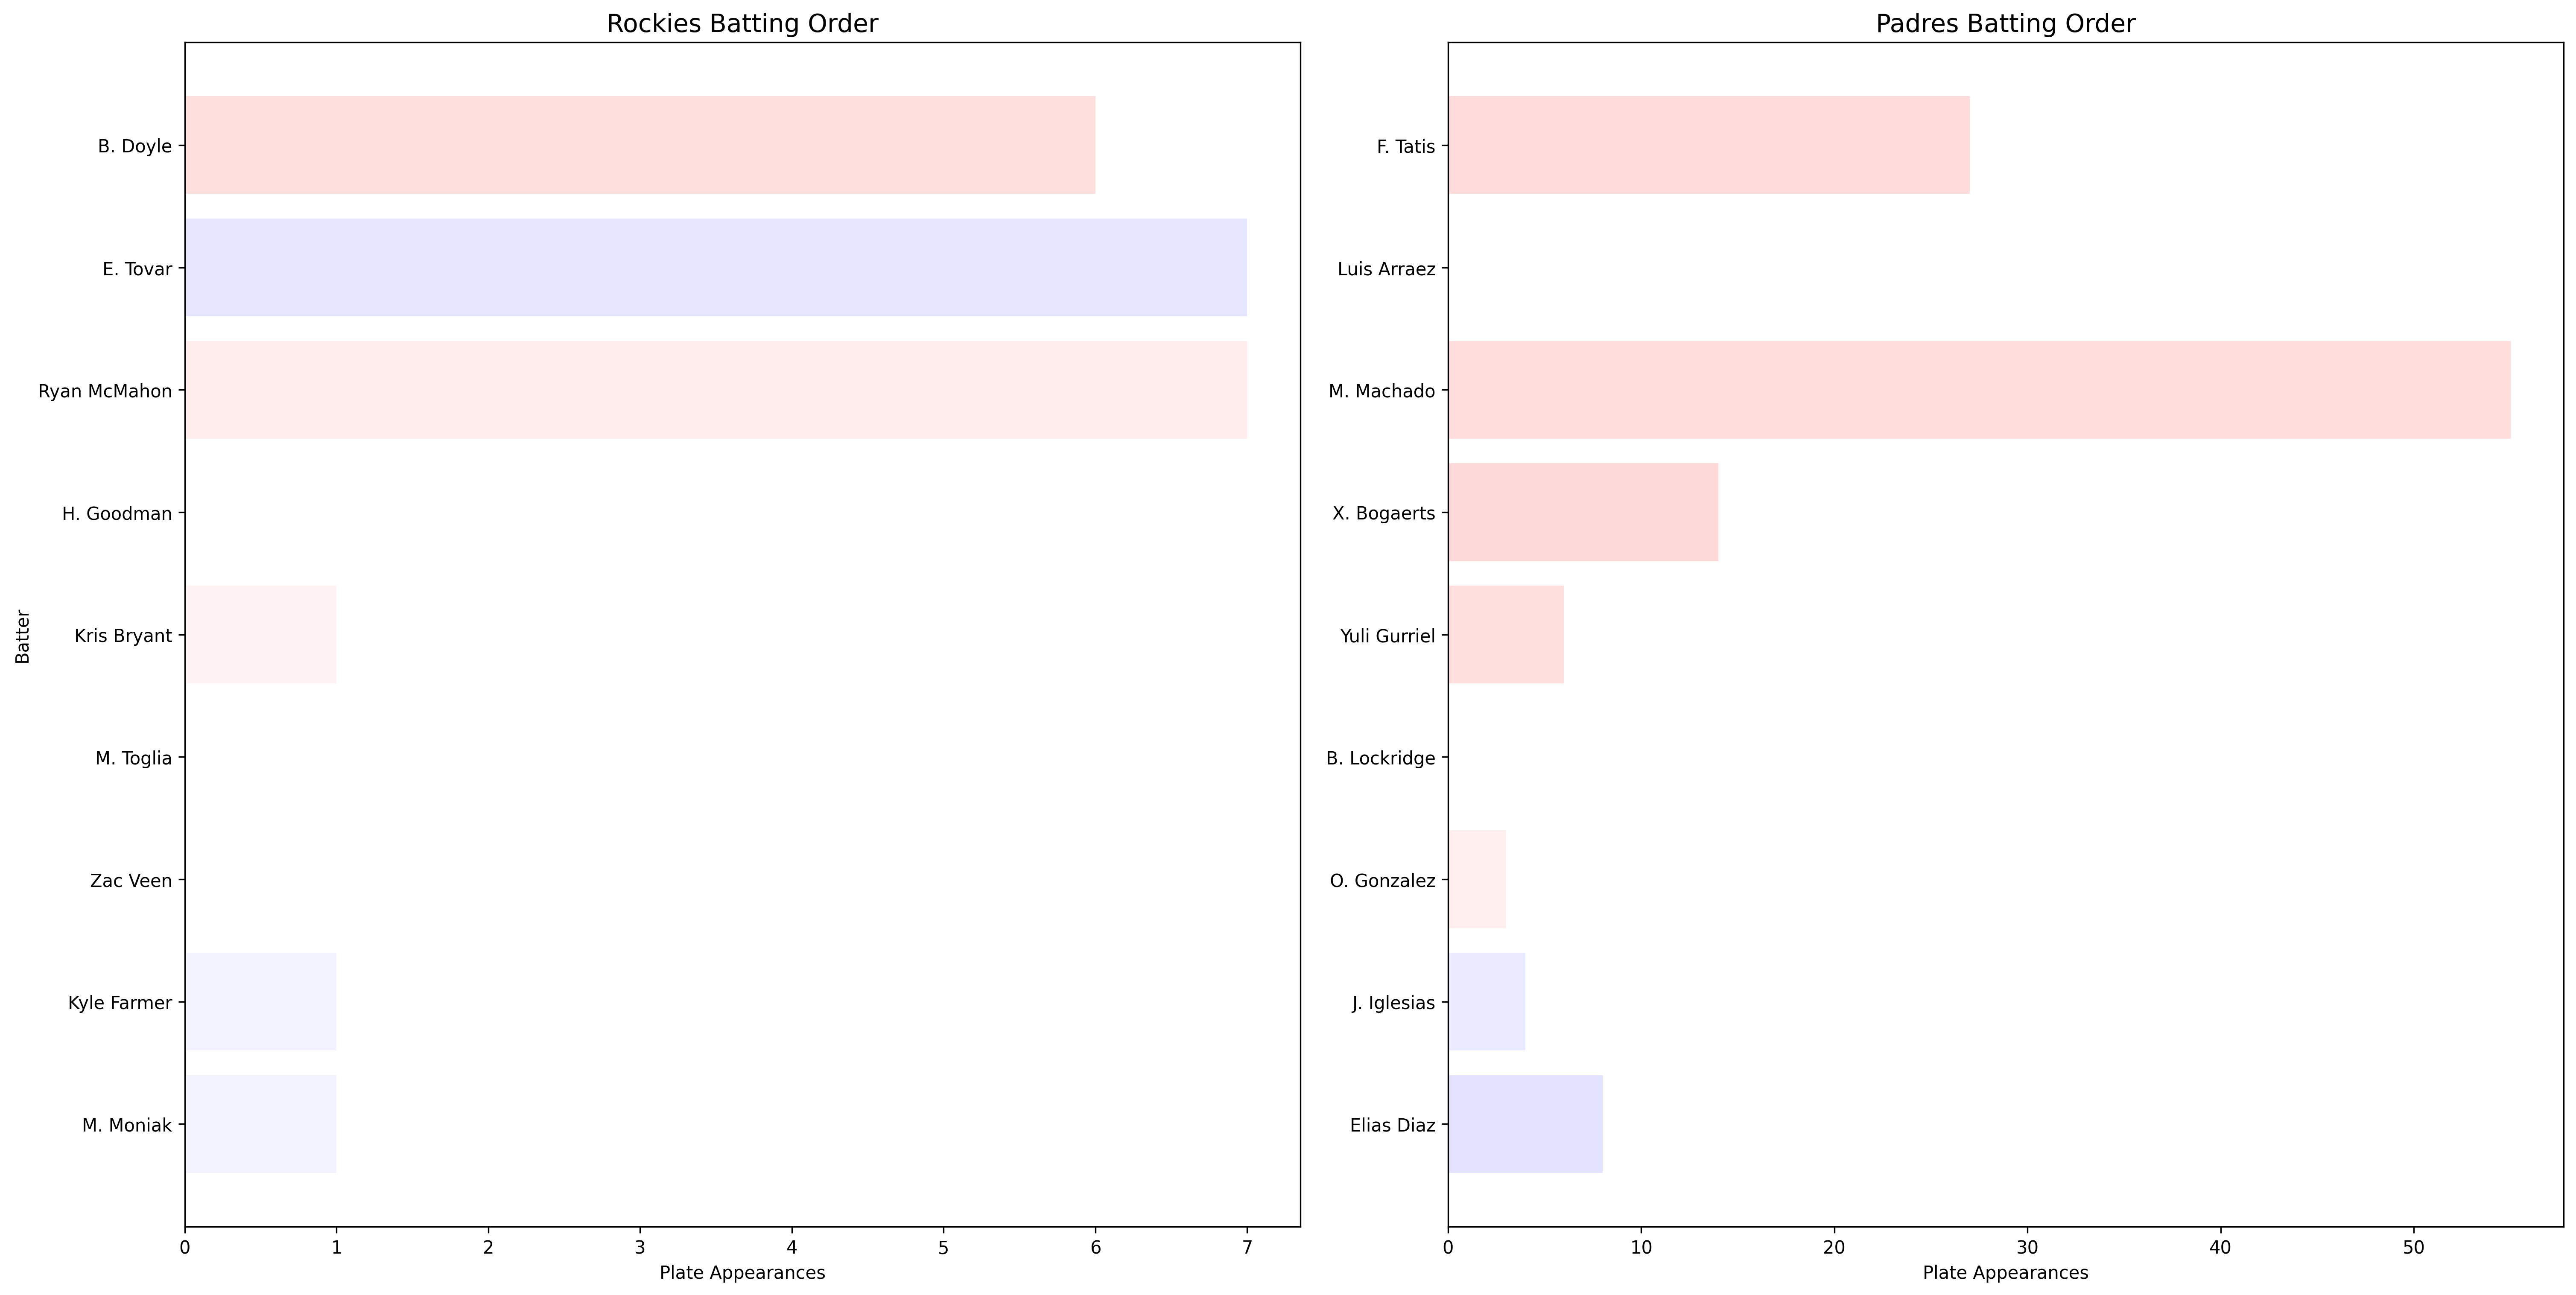 Rockies Batting Order
Batter
B. Doyle
E. Tovar
Ryan McMahon
H. Goodman
Kris Bryant
M. Toglia
Zac Veen
Kyle Farmer
M. Moniak
0 1 2 3 4 5 6 7
Plate Appearances
Padres Batting Order
F. Tatis
Luis Arraez
M. Machado
X. Bogaerts
Yuli Gurriel
B. Lockridge
O. Gonzalez
J. Iglesias
Elias Diaz
0 10 20 30 40 50
Plate Appearances